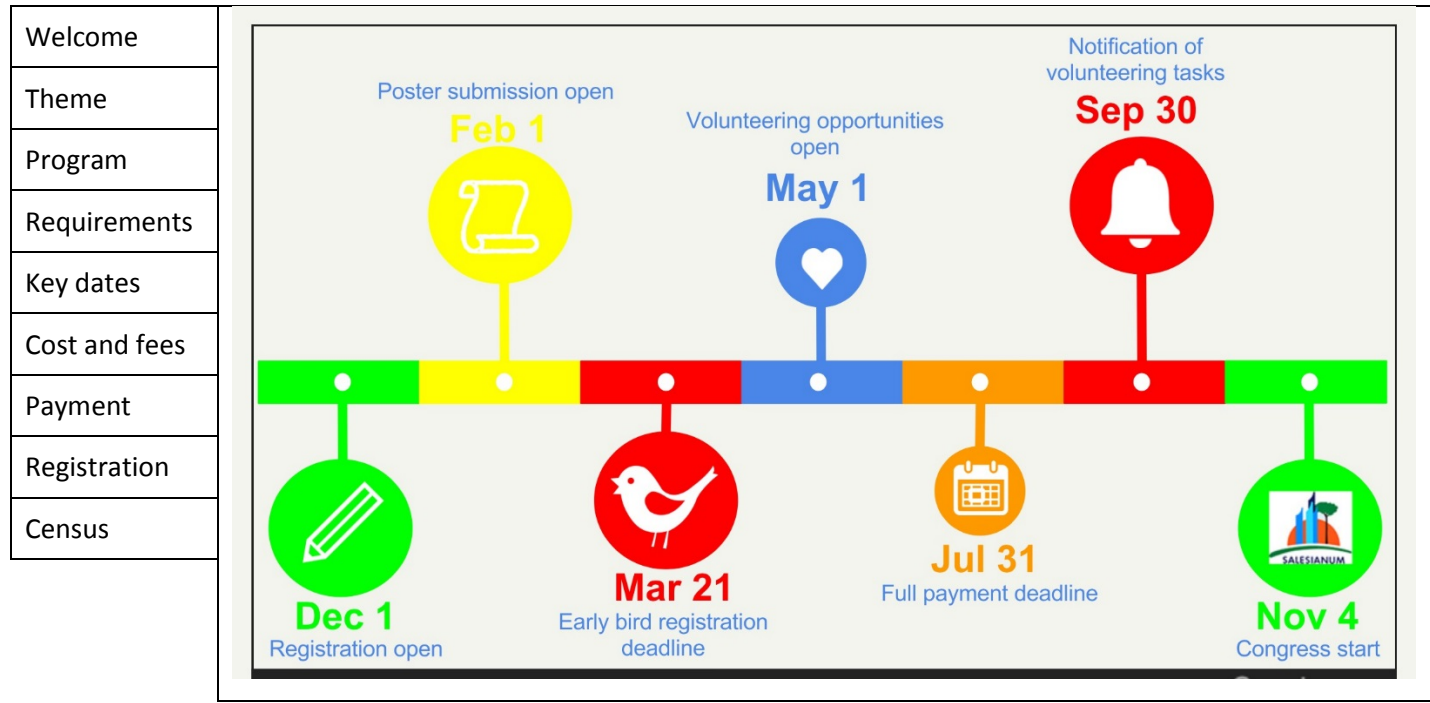 Welcome
Theme
Program
Requirements
Key dates
Cost and fees
Payment
Registration
Census
Poster submission open
Feb 1
Volunteering opportunities
open
May 1
Notification of
volunteering tasks
Sep 30
Dec 1
Registration open
Mar 21
Early bird registration
deadline
Jul 31
Full payment deadline
SALESIANUM
Nov 4
Congress start